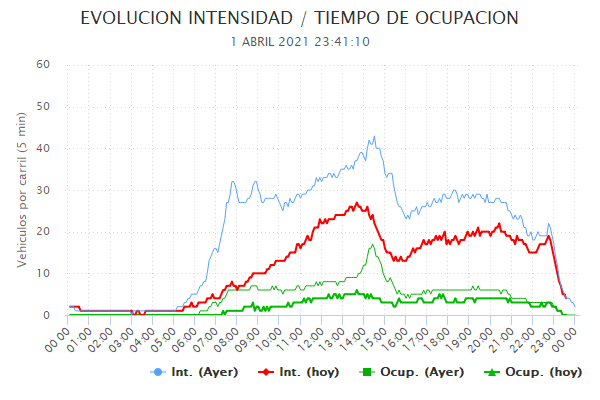 EVOLUCION INTENSIDAD / TIEMPO DE OCUPACION
1 ABRIL 2021 23:41:10
Vehiculos por carril (5 min)
60
50
40
30
20
10
0
00:00 01:00 02:00 03:00 04:00 05:00 06:00 07:00 08:00 09:00 10:00 11:00 12:00 13:00 14:00 15:00 16:00 17:00 18:00 19:00 20:00 21:00 22:00 23:00 00:00
Int. (Ayer) Int. (hoy) Ocup. (Ayer) Ocup. (hoy)